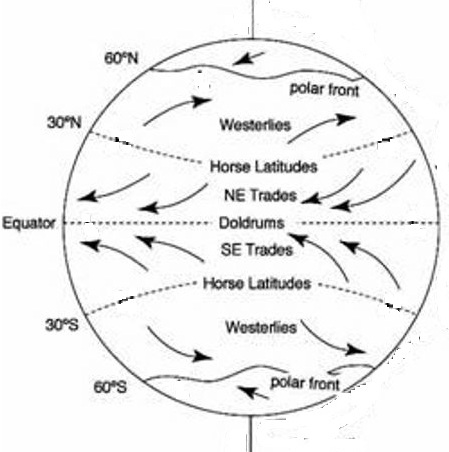 60ºN
polar front
30ºN
Westerlies
Horse Latitudes
NE Trades
Equator
Doldrums
SE Trades
Horse Latitudes
30ºS
Westerlies
60ºS
polar front